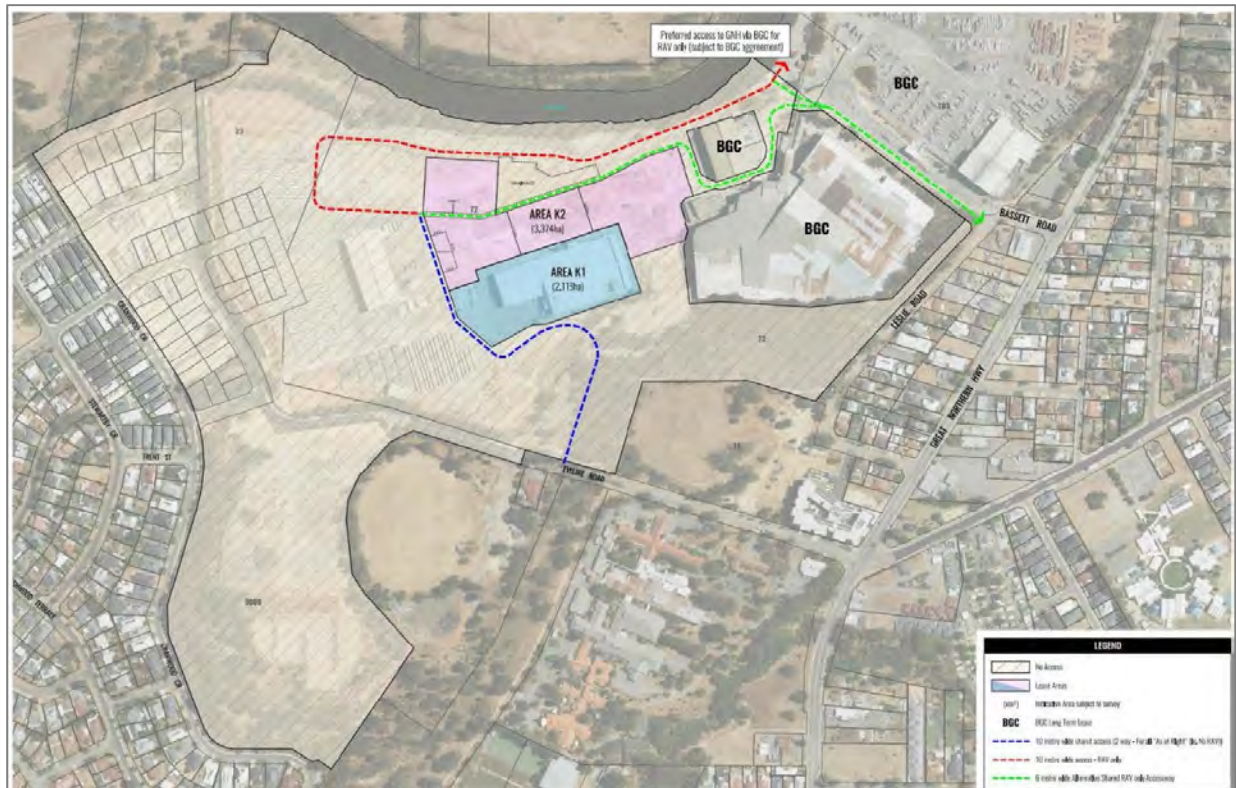 Preferred access to GNH via BGC for
RAV only (subject to BGC aggreement)
BGC
BGC
BGC
AREA K2
(3,374ha)
AREA K1
(2,113ha)
BASSETT ROAD
LESLIE ROAD
GREAT NORTHERN HWY
EVELINE ROAD
TRENT ST
9000
LEGEND
No Access
Lease Areas
Indicative Area subject to survey
BGC BGC Long Term Lease
10 metre wide shared access (2 way - For all "As of Right" (ie. No RAV))
10 metre wide access - RAV only
6 metre wide Alternative Shared RAV only Accessway